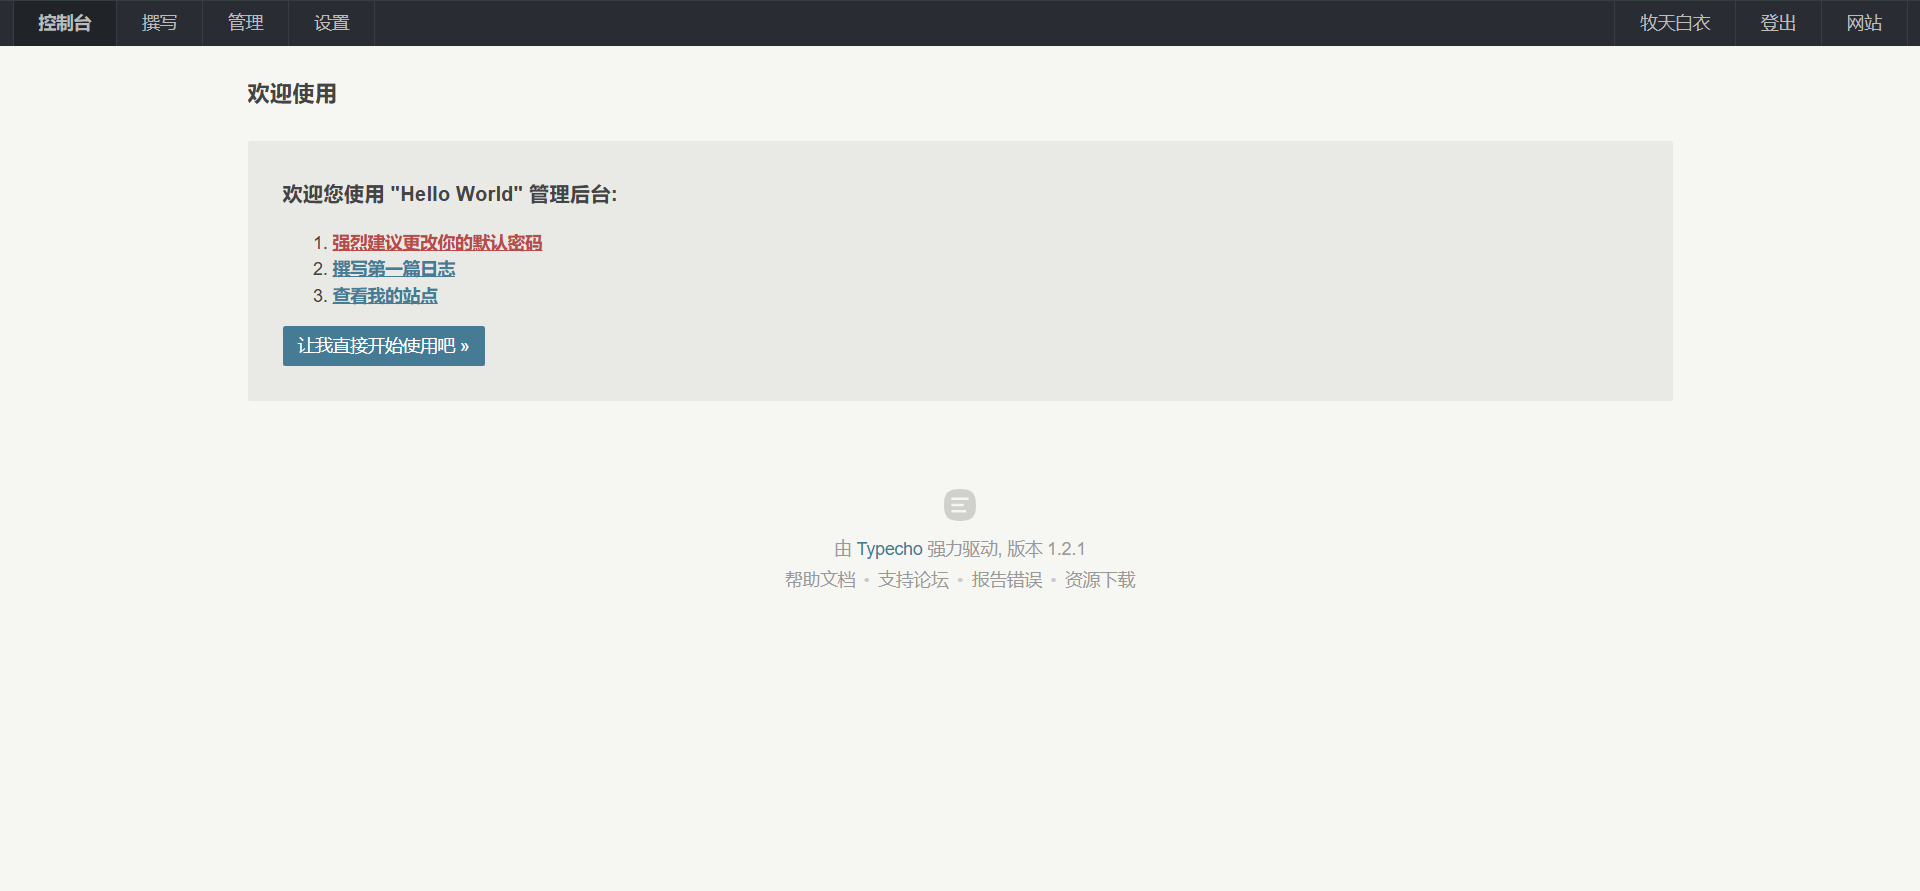 控制台 撰写 管理 设置 牧天白衣 登出 网站
欢迎使用
欢迎您使用 "Hello World" 管理后台:
1. 强烈建议更改你的默认密码
2. 撰写第一篇日志
3. 查看我的站点
让我直接开始使用吧 »
由 Typecho 强力驱动, 版本 1.2.1
帮助文档 • 支持论坛 • 报告错误 • 资源下载